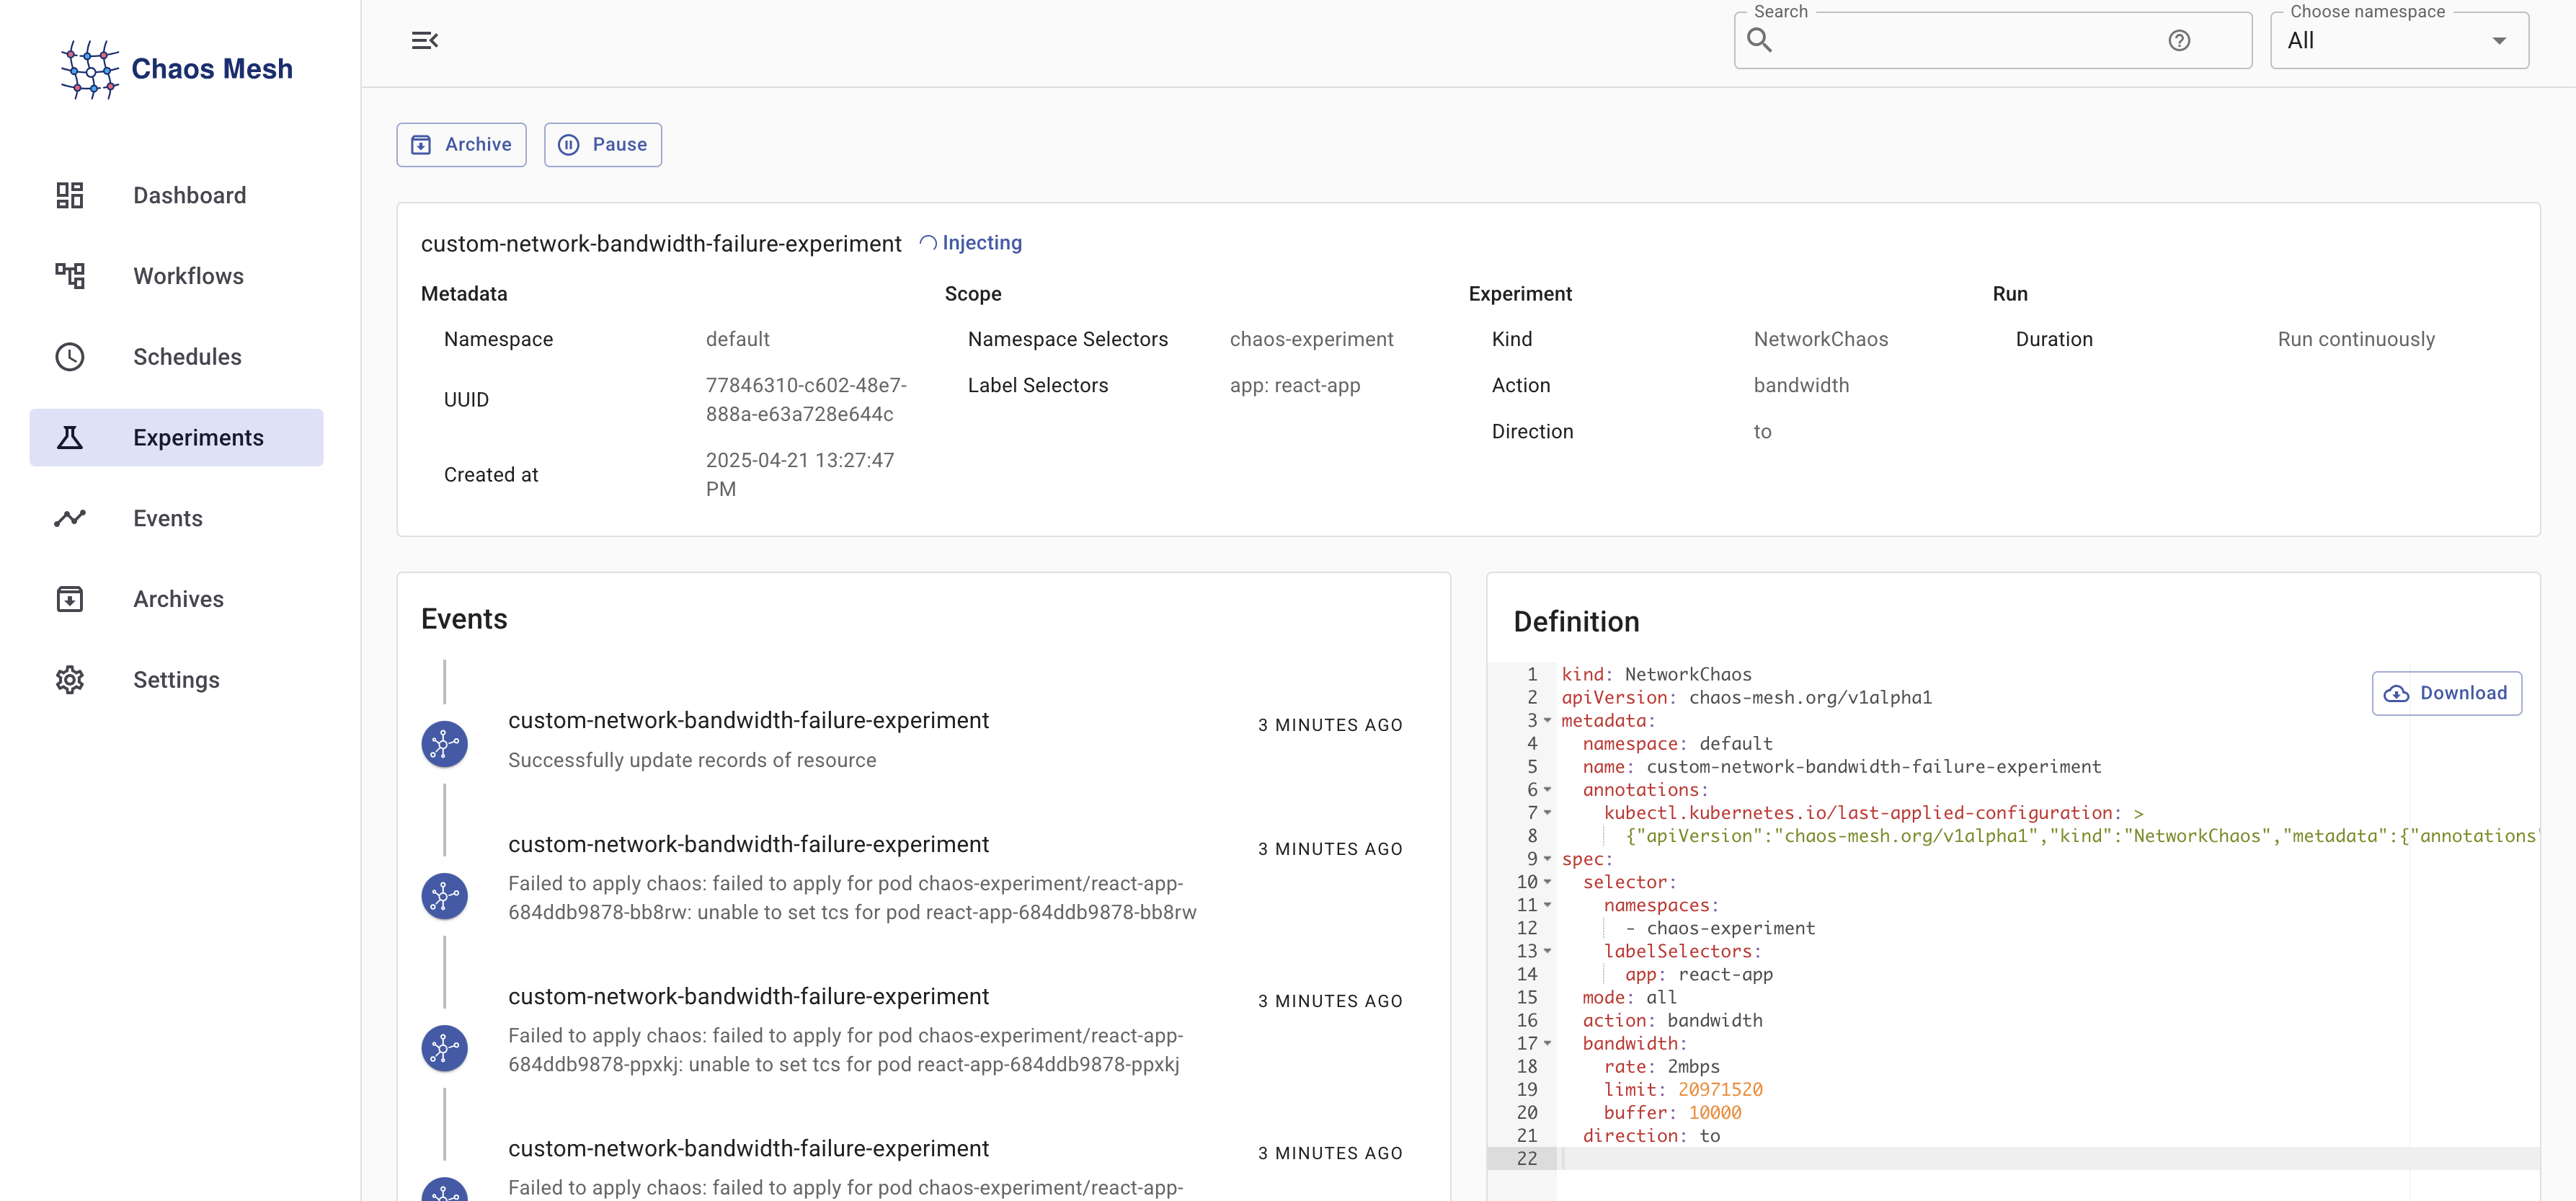 Chaos Mesh
Dashboard
Workflows
Schedules
Experiments
Events
Archives
Settings
Search
Choose namespace
All
Archive
Pause
custom-network-bandwidth-failure-experiment
Injecting
Metadata
Namespace
default
UUID
77846310-c602-48e7-
888a-e63a728e644c
Created at
2025-04-21 13:27:47
PM
Scope
Namespace Selectors
chaos-experiment
Label Selectors
app: react-app
Experiment
Kind
NetworkChaos
Action
bandwidth
Direction
to
Run
Duration
Run continuously
Events
custom-network-bandwidth-failure-experiment
3 MINUTES AGO
Successfully update records of resource
custom-network-bandwidth-failure-experiment
3 MINUTES AGO
Failed to apply chaos: failed to apply for pod chaos-experiment/react-app-
684ddb9878-bb8rw: unable to set tcs for pod react-app-684ddb9878-bb8rw
custom-network-bandwidth-failure-experiment
3 MINUTES AGO
Failed to apply chaos: failed to apply for pod chaos-experiment/react-app-
684ddb9878-ppxkj: unable to set tcs for pod react-app-684ddb9878-ppxkj
custom-network-bandwidth-failure-experiment
3 MINUTES AGO
Failed to apply chaos: failed to apply for pod chaos-experiment/react-app-
Definition
Download
1 kind: NetworkChaos
2 apiVersion: chaos-mesh.org/v1alpha1
3 metadata:
4 namespace: default
5 name: custom-network-bandwidth-failure-experiment
6 annotations:
7 kubectl.kubernetes.io/last-applied-configuration: >
8 {"apiVersion":"chaos-mesh.org/v1alpha1","kind":"NetworkChaos","metadata":{"annotations"
9 spec:
10 selector:
11 namespaces:
12 - chaos-experiment
13 labelSelectors:
14 app: react-app
15 mode: all
16 action: bandwidth
17 bandwidth:
18 rate: 2mbps
19 limit: 20971520
20 buffer: 10000
21 direction: to
22